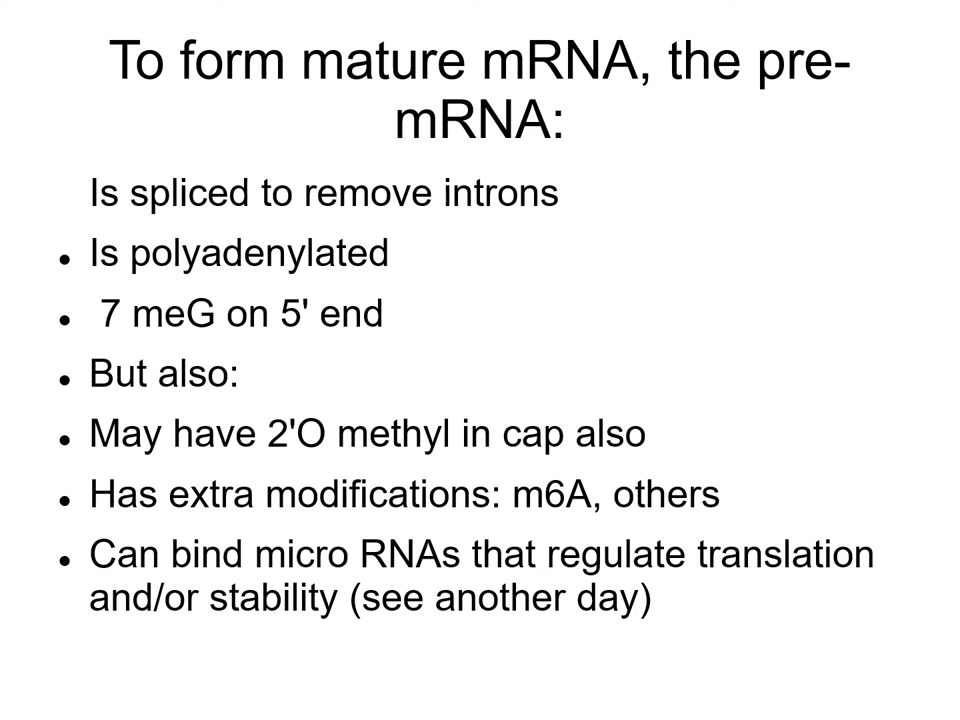 To form mature mRNA, the pre-
mRNA:
Is spliced to remove introns
● Is polyadenylated
● 7 meG on 5' end
● But also:
● May have 2'O methyl in cap also
● Has extra modifications: m6A, others
● Can bind micro RNAs that regulate translation
and/or stability (see another day)